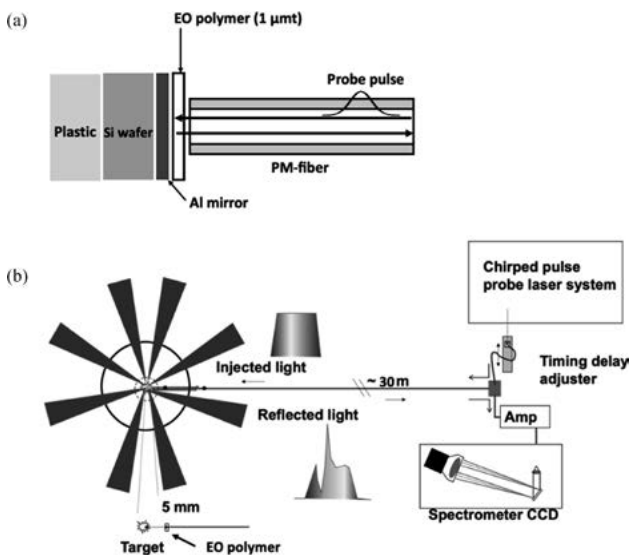 (a)
EO polymer (1 μmt)
Probe pulse
Plastic
Si wafer
PM-fiber
Al mirror
(b)
Chirped pulse
probe laser system
Injected light
~ 30 m
Timing delay
adjuster
Reflected light
Amp
5 mm
Spectrometer CCD
Target
EO polymer